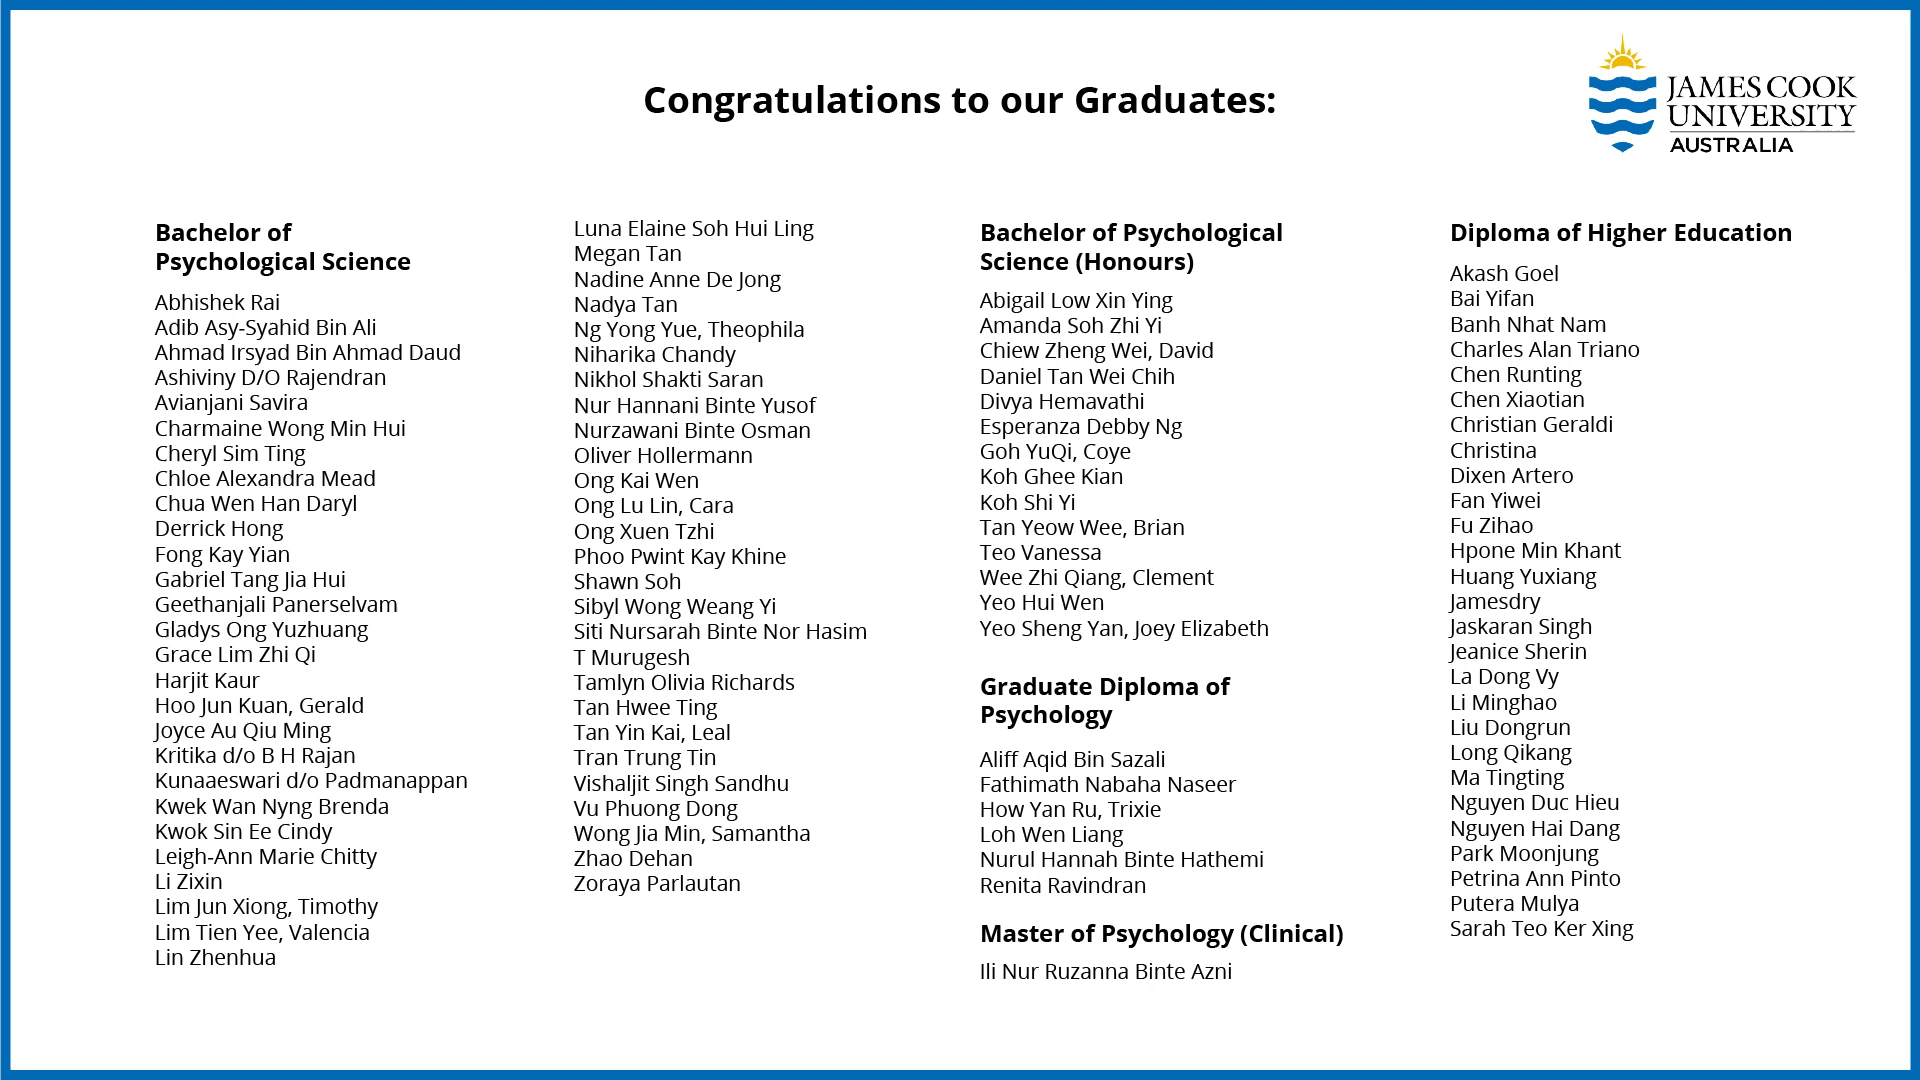 Congratulations to our Graduates:
JAMES COOK
UNIVERSITY
AUSTRALIA
Bachelor of
Psychological Science
Abhishek Rai
Adib Asy-Syahid Bin Ali
Ahmad Irsyad Bin Ahmad Daud
Ashiviny D/O Rajendran
Avianjani Savira
Charmaine Wong Min Hui
Cheryl Sim Ting
Chloe Alexandra Mead
Chua Wen Han Daryl
Derrick Hong
Fong Kay Yian
Gabriel Tang Jia Hui
Geethanjali Panerselvam
Gladys Ong Yuzhuang
Grace Lim Zhi Qi
Harjit Kaur
Hoo Jun Kuan, Gerald
Joyce Au Qiu Ming
Kritika d/o B H Rajan
Kunaaeswari d/o Padmanappan
Kwek Wan Nyng Brenda
Kwok Sin Ee Cindy
Leigh-Ann Marie Chitty
Li Zixin
Lim Jun Xiong, Timothy
Lim Tien Yee, Valencia
Lin Zhenhua
Luna Elaine Soh Hui Ling
Megan Tan
Nadine Anne De Jong
Nadya Tan
Ng Yong Yue, Theophila
Niharika Chandy
Nikhol Shakti Saran
Nur Hannani Binte Yusof
Nurzawani Binte Osman
Oliver Hollermann
Ong Kai Wen
Ong Lu Lin, Cara
Ong Xuen Tzhi
Phoo Pwint Kay Khine
Shawn Soh
Sibyl Wong Weang Yi
Siti Nursarah Binte Nor Hasim
T Murugesh
Tamlyn Olivia Richards
Tan Hwee Ting
Tan Yin Kai, Leal
Tran Trung Tin
Vishaljit Singh Sandhu
Vu Phuong Dong
Wong Jia Min, Samantha
Zhao Dehan
Zoraya Parlautan
Bachelor of Psychological
Science (Honours)
Abigail Low Xin Ying
Amanda Soh Zhi Yi
Chiew Zheng Wei, David
Daniel Tan Wei Chih
Divya Hemavathi
Esperanza Debby Ng
Goh YuQi, Coye
Koh Ghee Kian
Koh Shi Yi
Tan Yeow Wee, Brian
Teo Vanessa
Wee Zhi Qiang, Clement
Yeo Hui Wen
Yeo Sheng Yan, Joey Elizabeth
Graduate Diploma of
Psychology
Aliff Aqid Bin Sazali
Fathimath Nabaha Naseer
How Yan Ru, Trixie
Loh Wen Liang
Nurul Hannah Binte Hathemi
Renita Ravindran
Master of Psychology (Clinical)
Ili Nur Ruzanna Binte Azni
Diploma of Higher Education
Akash Goel
Bai Yifan
Banh Nhat Nam
Charles Alan Triano
Chen Runting
Chen Xiaotian
Christian Geraldi
Christina
Dixen Artero
Fan Yiwei
Fu Zihao
Hpone Min Khant
Huang Yuxiang
Jamesdry
Jaskaran Singh
Jeanice Sherin
La Dong Vy
Li Minghao
Liu Dongrun
Long Qikang
Ma Tingting
Nguyen Duc Hieu
Nguyen Hai Dang
Park Moonjung
Petrina Ann Pinto
Putera Mulya
Sarah Teo Ker Xing